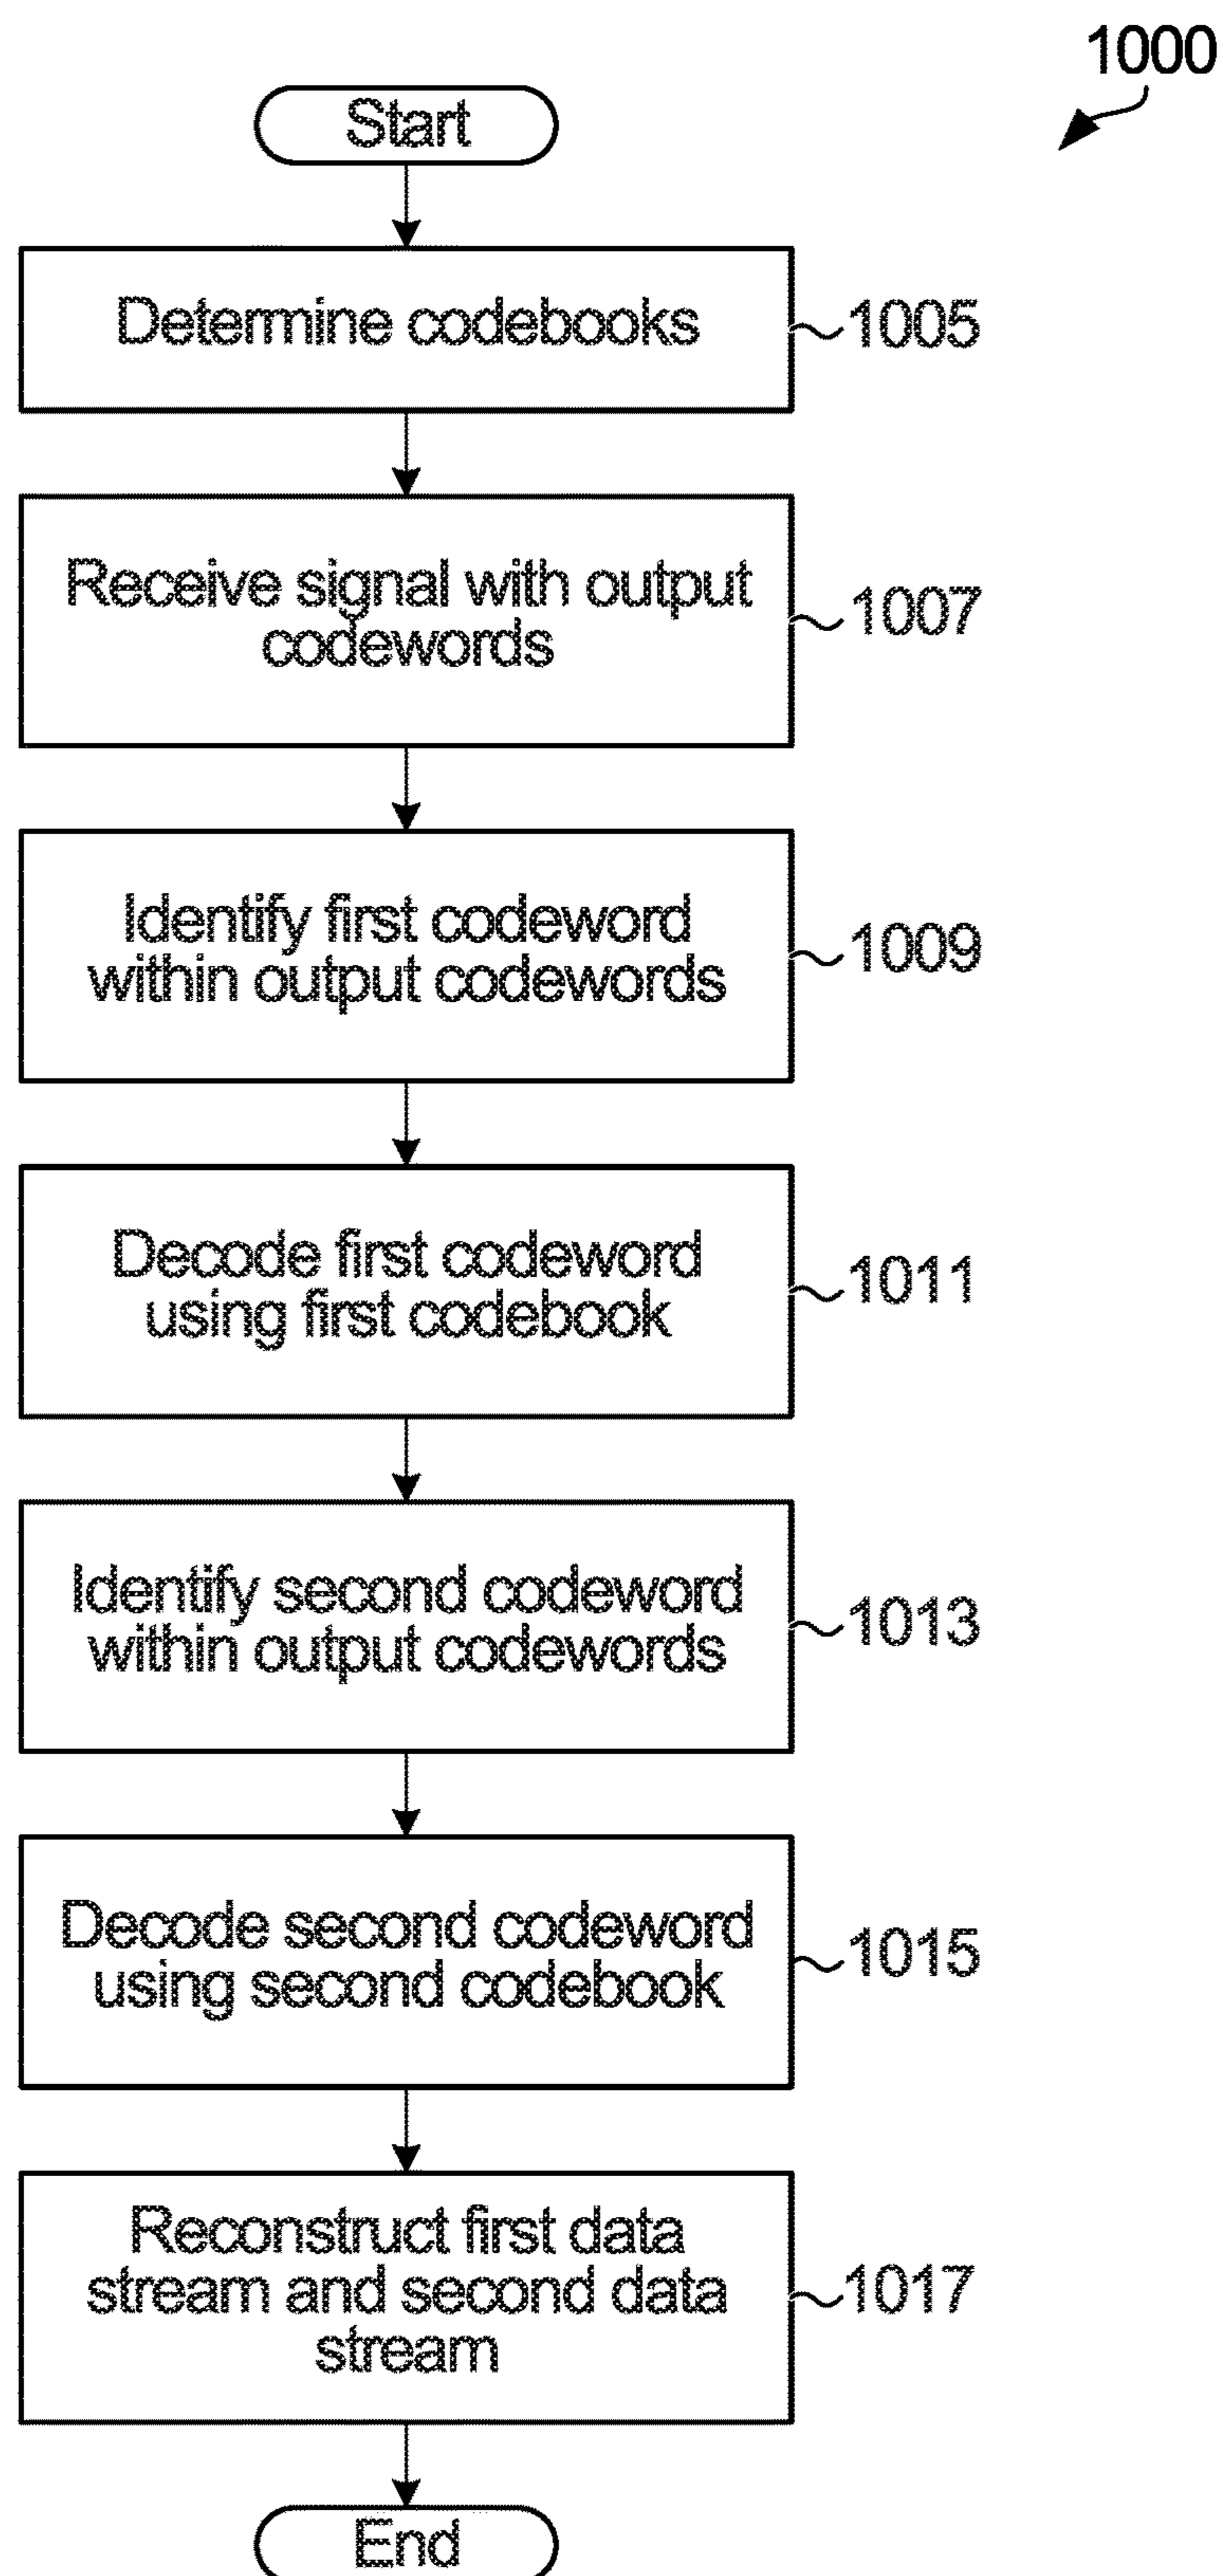 1000
Start
Determine codebooks
1005
Receive signal with output
codewords
1007
Identify first codeword
within output codewords
1009
Decode first codeword
using first codebook
1011
Identify second codeword
within output codewords
1013
Decode second codeword
using second codebook
1015
Reconstruct first data
stream and second data
stream
1017
End